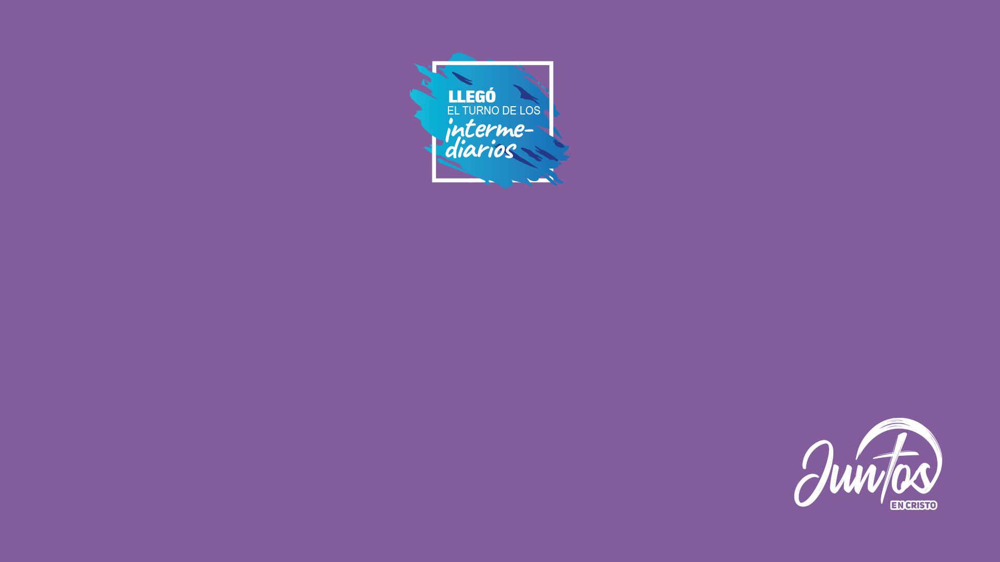 LLEGÓ
EL TURNO DE LOS
interme-
diarios
Juntos
EN CRISTO